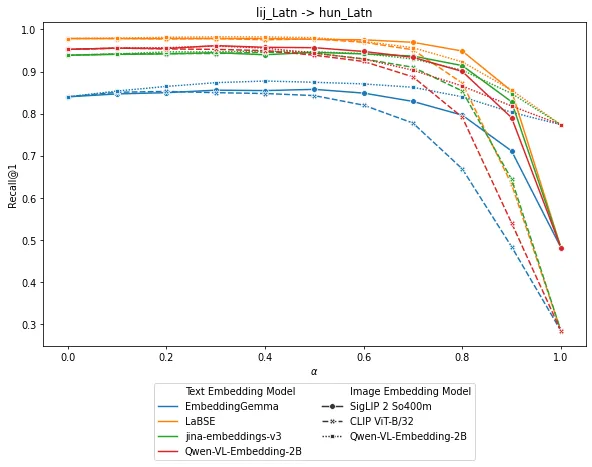 lij_Latn -> hun_Latn
Recall@1
1.0
0.9
0.8
0.7
0.6
0.5
0.4
0.3
0.0 0.2 0.4 0.6 0.8 1.0
α
Text Embedding Model
EmbeddingGemma
LaBSE
jina-embeddings-v3
Qwen-VL-Embedding-2B
Image Embedding Model
SigLIP 2 So400m
CLIP ViT-B/32
Qwen-VL-Embedding-2B